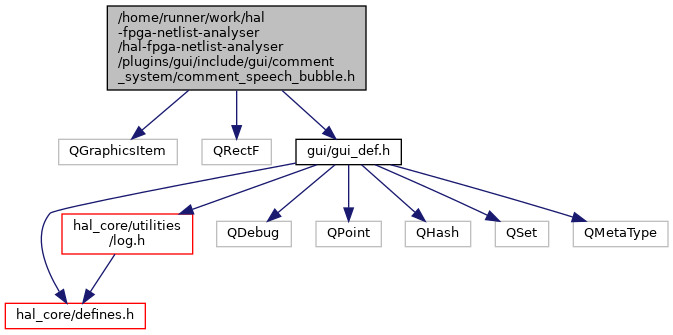 /home/runner/work/hal
-fpga-netlist-analyser
/hal-fpga-netlist-analyser
/plugins/gui/include/gui/comment
_system/comment_speech_bubble.h
QGraphicsItem
QRectF
gui/gui_def.h
hal_core/utilities
/log.h
QDebug
QPoint
QHash
QSet
QMetaType
hal_core/defines.h